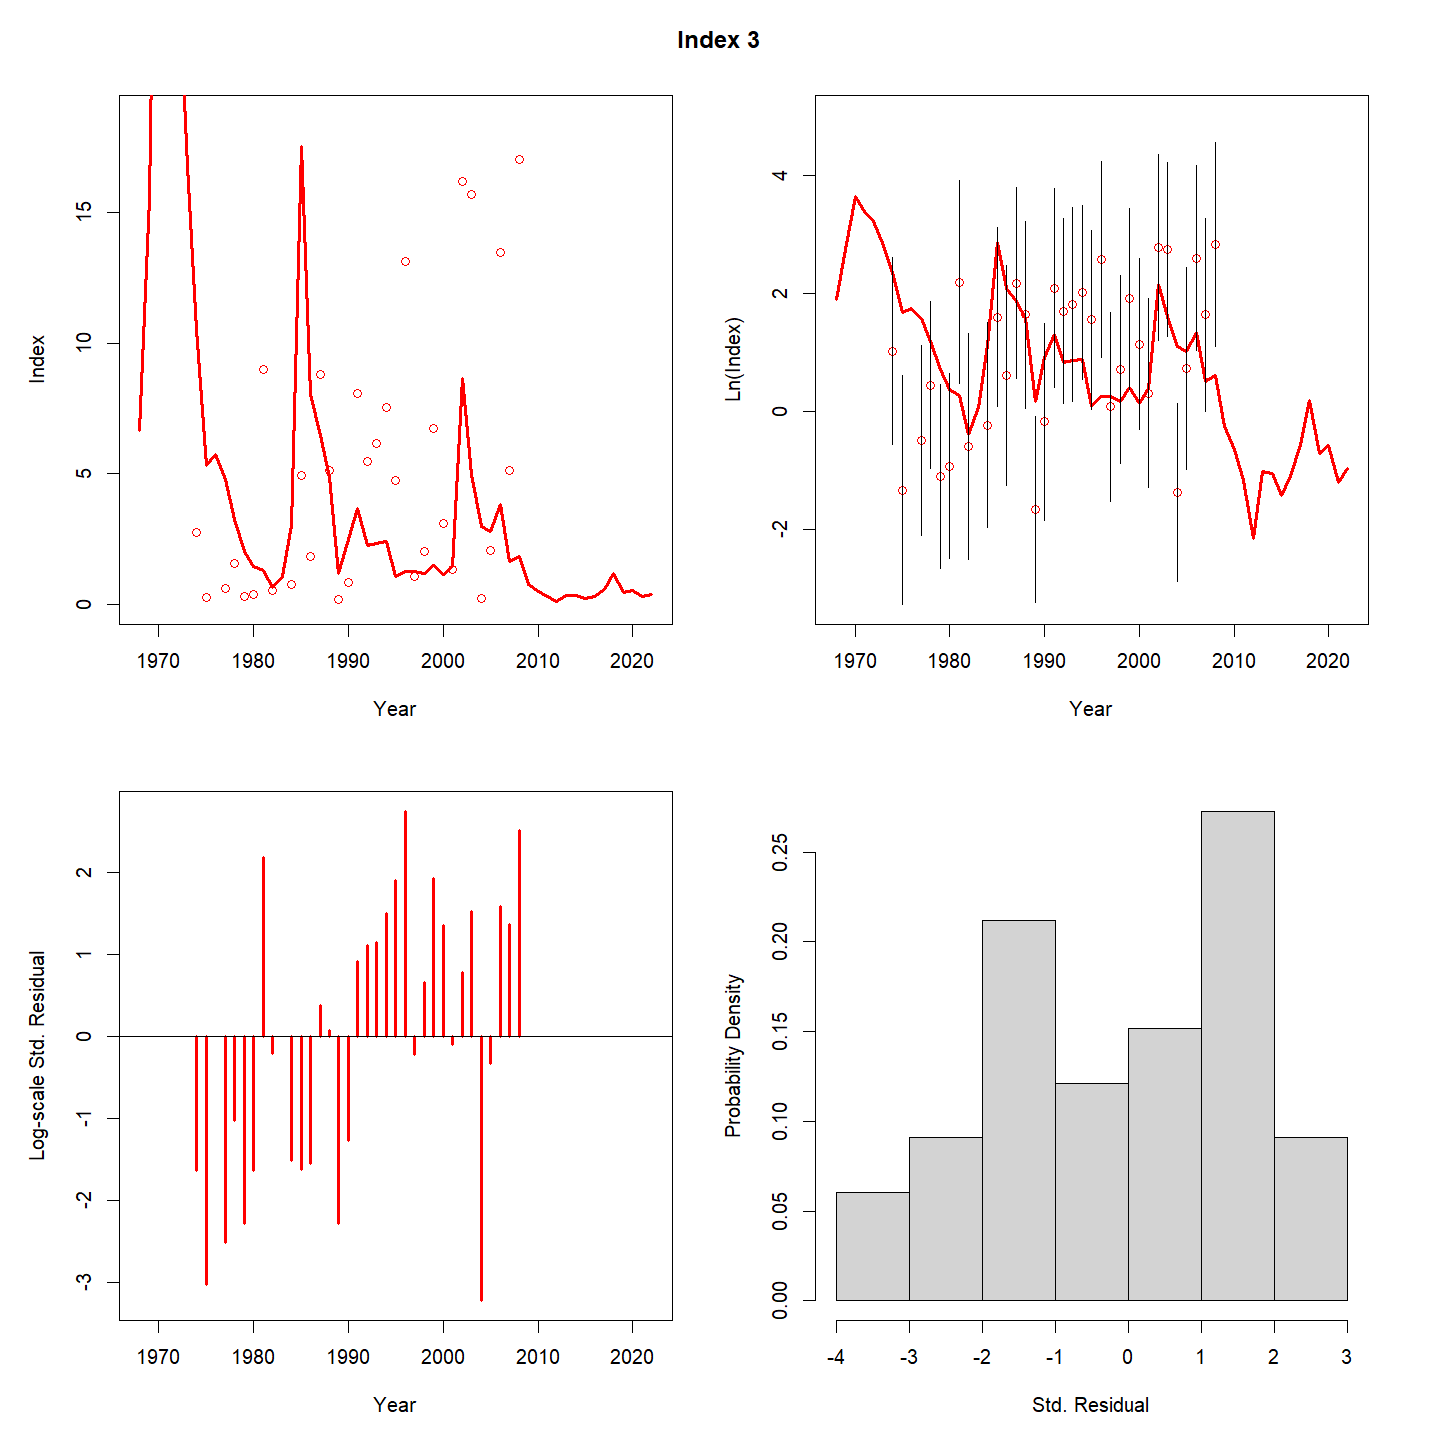 Index 3
Index
15
10
5
0
1970 1980 1990 2000 2010 2020
Year
Ln(Index)
4
2
0
-2
1970 1980 1990 2000 2010 2020
Year
Log-scale Std. Residual
2
1
0
-1
-2
-3
1970 1980 1990 2000 2010 2020
Year
Probability Density
0.25
0.20
0.15
0.10
0.05
0.00
-4 -3 -2 -1 0 1 2 3
Std. Residual